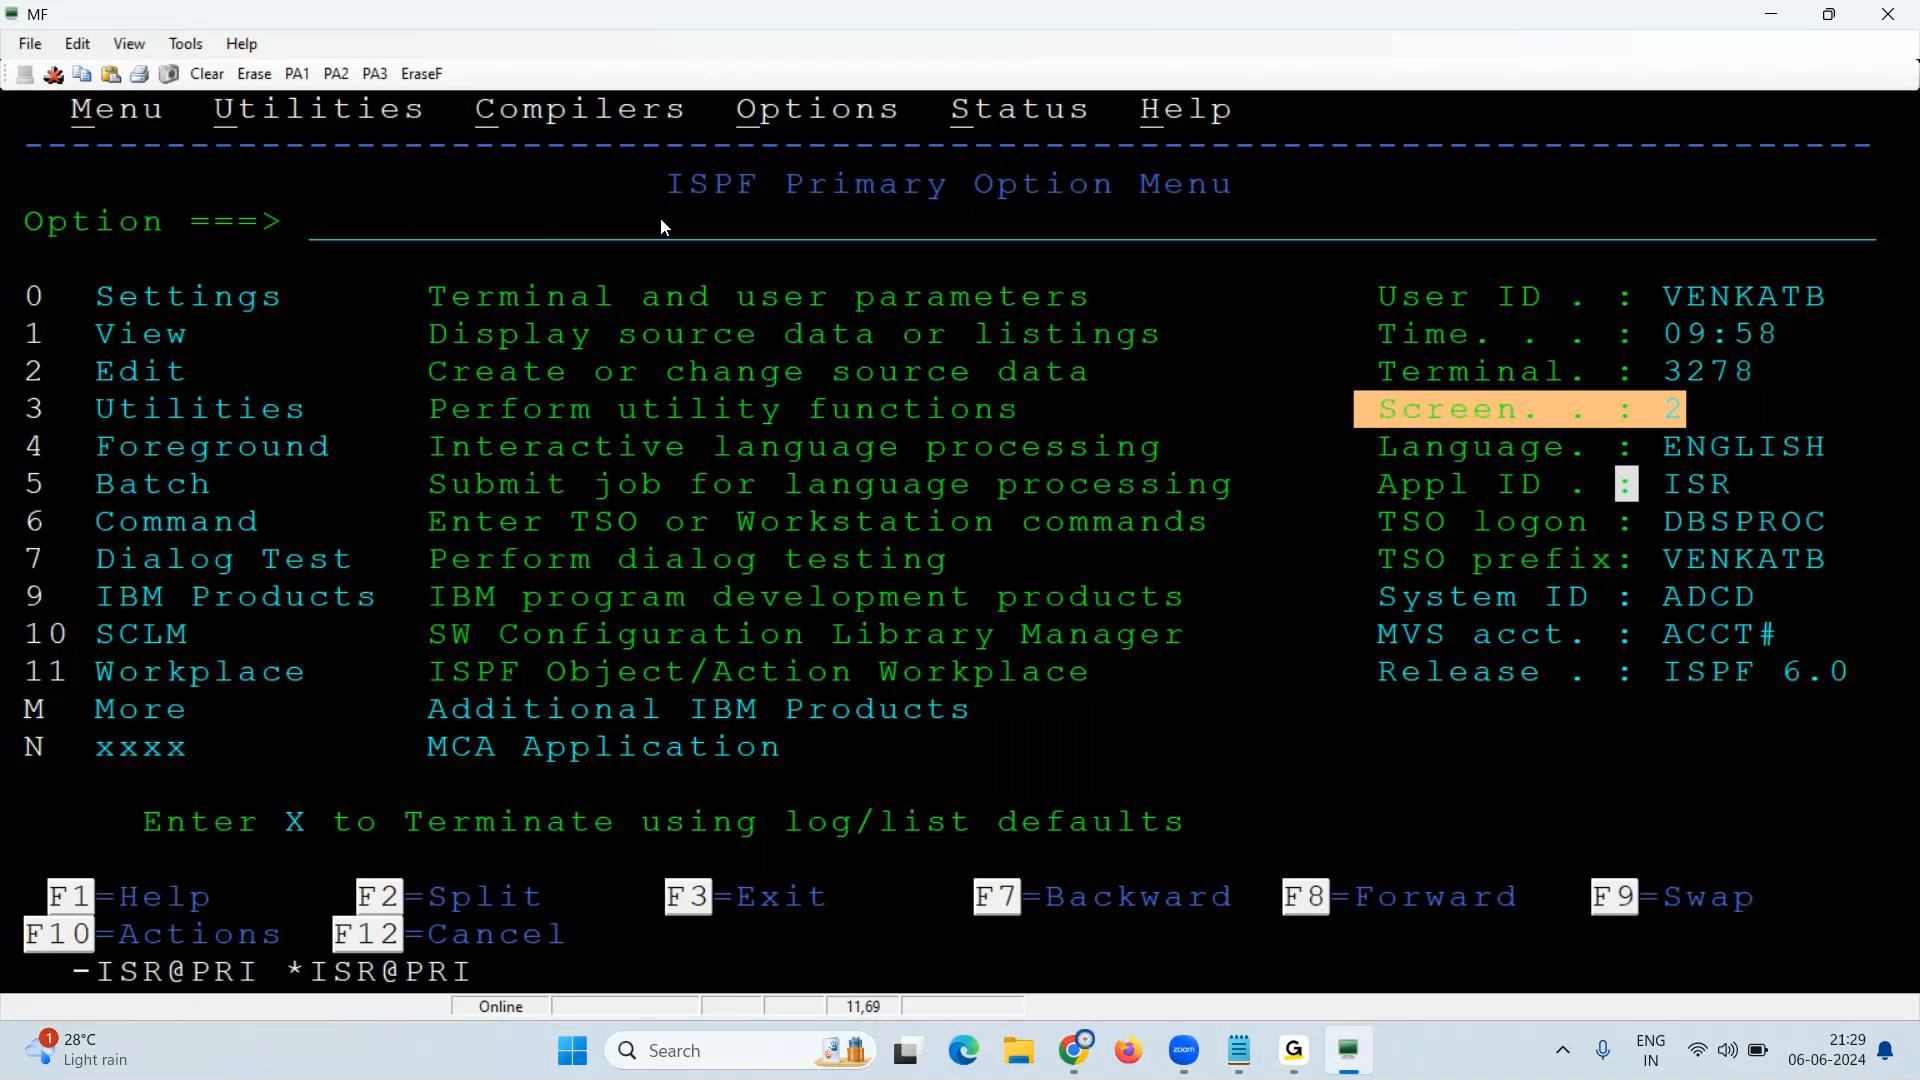 MF
File Edit View Tools Help
Clear Erase PA1 PA2 PA3 EraseF
Menu Utilities Compilers Options Status Help
ISPF Primary Option Menu
Option ===>
0 Settings Terminal and user parameters User ID . : VENKATB
1 View Display source data or listings Time. . . : 09:58
2 Edit Create or change source data Terminal. : 3278
3 Utilities Perform utility functions Screen. . : 2
4 Foreground Interactive language processing Language. : ENGLISH
5 Batch Submit job for language processing Appl ID . : ISR
6 Command Enter TSO or Workstation commands TSO logon : DBSPROC
7 Dialog Test Perform dialog testing TSO prefix: VENKATB
9 IBM Products IBM program development products System ID : ADCD
10 SCLM SW Configuration Library Manager MVS acct. : ACCT#
11 Workplace ISPF Object/Action Workplace Release . : ISPF 6.0
M More Additional IBM Products
N xxxx MCA Application
Enter X to Terminate using log/list defaults
F1=Help F2=Split F3=Exit F7=Backward F8=Forward F9=Swap
F10=Actions F12=Cancel
-ISR@PRI *ISR@PRI
Online 11,69
1 28°C
Light rain
Search
zoom
G
ENG
IN
21:29
06-06-2024